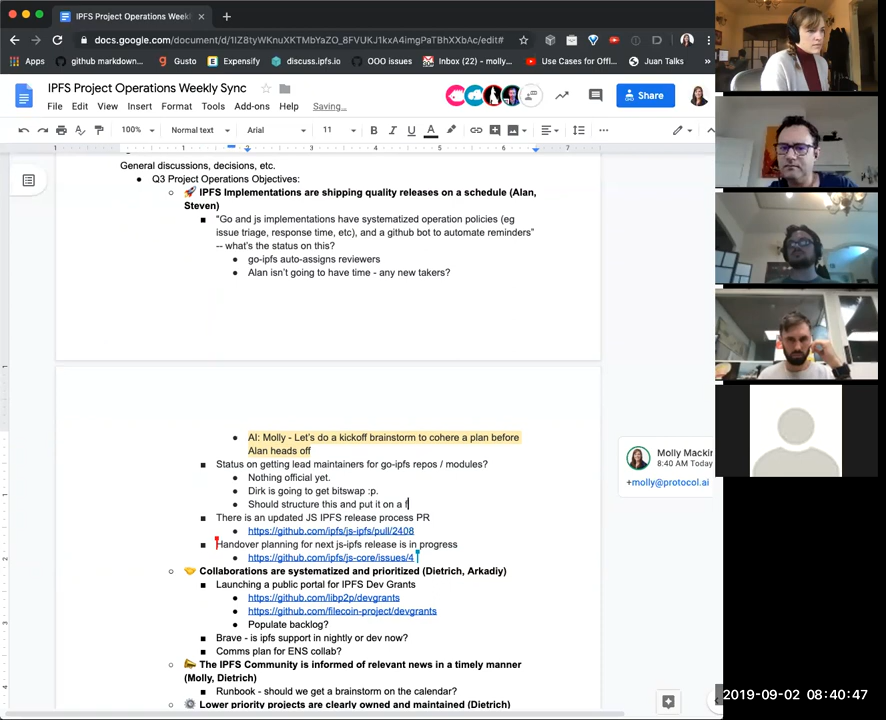 IPFS Project Operations Weekly
docs.google.com/document/d/1IZ8tyWKnuXKTMbYaZO_8FVUKJ1kxA4imgPaTBhXXbAc/edit#
Apps
github markdown...
Gusto
Expensify
discuss.ipfs.io
OOO issues
Inbox (22) - molly...
Use Cases for Offl...
Juan Talks
IPFS Project Operations Weekly Sync
File Edit View Insert Format Tools Add-ons Help Saving...
Share
100% Normal text Arial 11
General discussions, decisions, etc.
● Q3 Project Operations Objectives:
○ 🚀 IPFS Implementations are shipping quality releases on a schedule (Alan,
Steven)
■ "Go and js implementations have systematized operation policies (eg
issue triage, response time, etc), and a github bot to automate reminders"
-- what's the status on this?
● go-ipfs auto-assigns reviewers
● Alan isn't going to have time - any new takers?
● AI: Molly - Let's do a kickoff brainstorm to cohere a plan before
Alan heads off
■ Status on getting lead maintainers for go-ipfs repos / modules?
● Nothing official yet.
● Dirk is going to get bitswap :p.
● Should structure this and put it on a f
■ There is an updated JS IPFS release process PR
● https://github.com/ipfs/js-ipfs/pull/2408
■ Handover planning for next js-ipfs release is in progress
● https://github.com/ipfs/js-core/issues/4
○ 🤝 Collaborations are systematized and prioritized (Dietrich, Arkadiy)
■ Launching a public portal for IPFS Dev Grants
● https://github.com/libp2p/devgrants
● https://github.com/filecoin-project/devgrants
● Populate backlog?
■ Brave - is ipfs support in nightly or dev now?
■ Comms plan for ENS collab?
○ 📣 The IPFS Community is informed of relevant news in a timely manner
(Molly, Dietrich)
■ Runbook - should we get a brainstorm on the calendar?
○ ⚙️ Lower priority projects are clearly owned and maintained (Dietrich)
Molly Mackin
8:40 AM Today
+molly@protocol.ai
2019-09-02 08:40:47